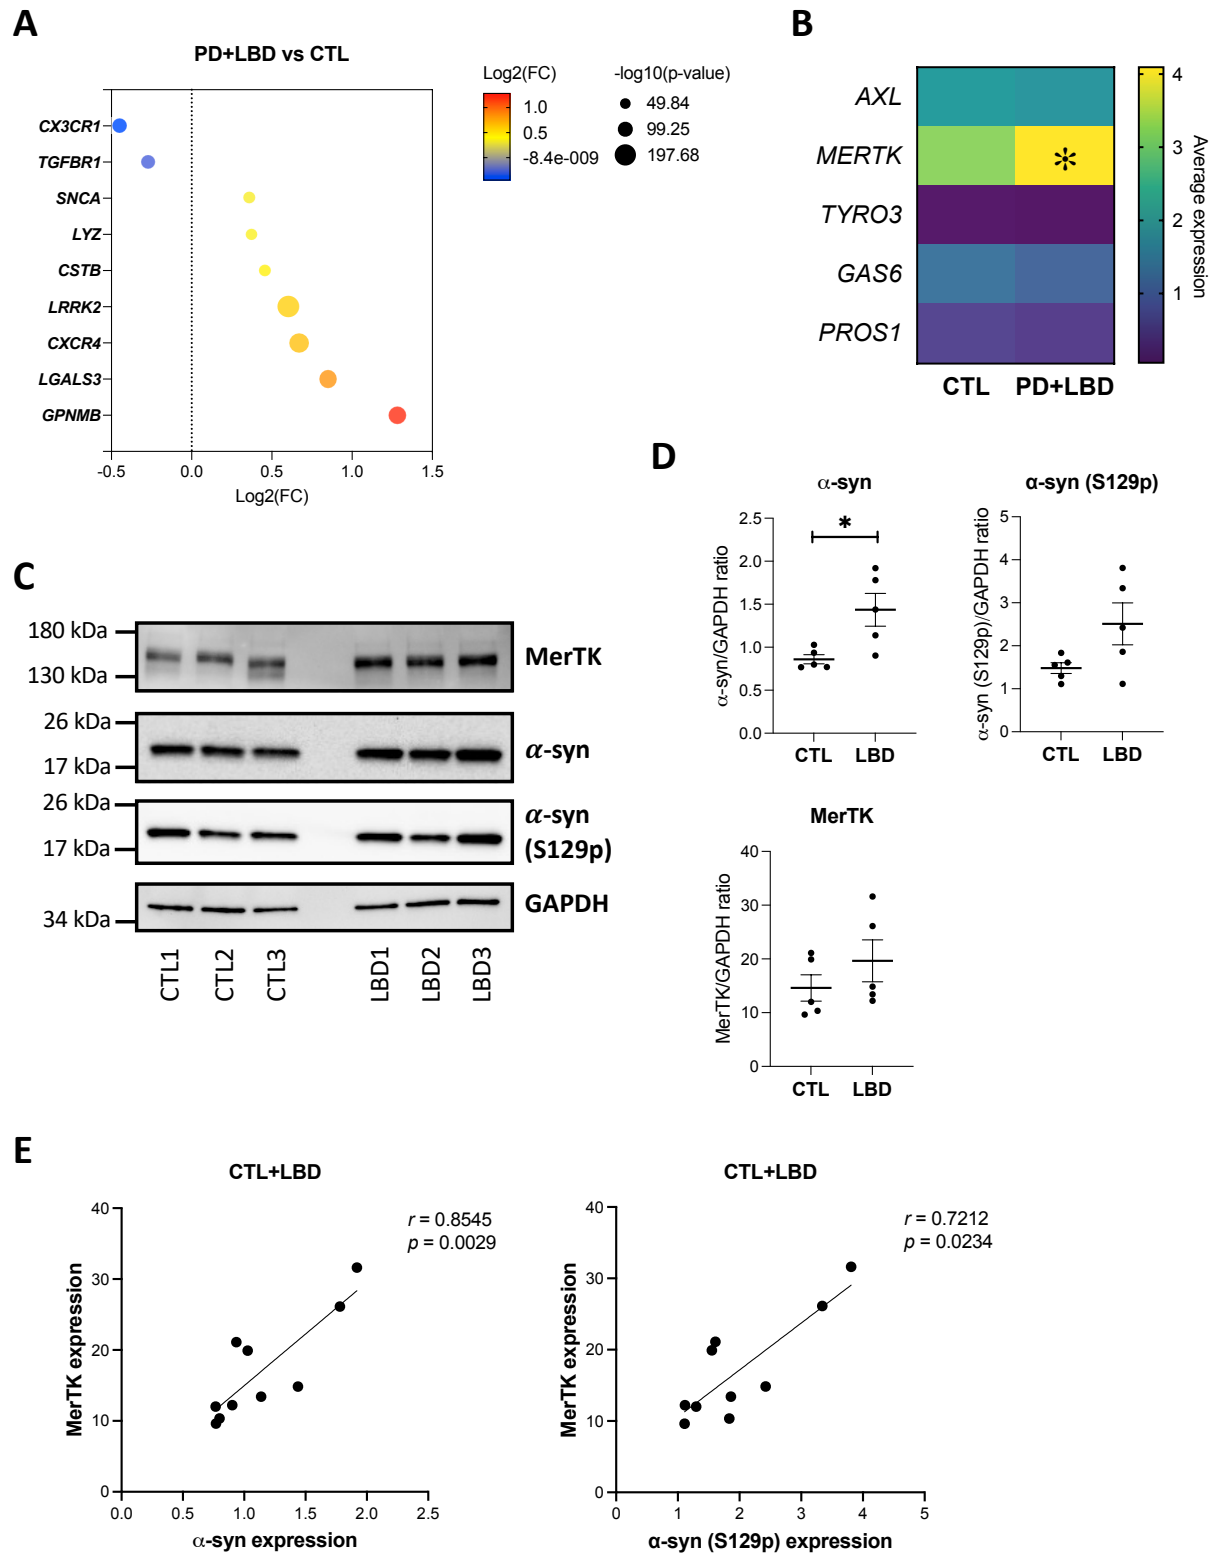 A
PD+LBD vs CTL
CX3CR1
TGFBR1
SNCA
LYZ
CSTB
LRRK2
CXCR4
LGALS3
GPNMB
-0.5 0.0 0.5 1.0 1.5
Log2(FC)
Log2(FC)
1.0
0.5
-8.4e-009
-log10(p-value)
49.84
99.25
197.68
B
AXL
MERTK
TYRO3
GAS6
PROS1
*
CTL PD+LBD
4
3
2
1
Average expression
C
180 kDa
130 kDa
MerTK
26 kDa
17 kDa
α-syn
26 kDa
17 kDa
α-syn
(S129p)
34 kDa
GAPDH
CTL1 CTL2 CTL3 LBD1 LBD2 LBD3
D
α-syn
α-syn/GAPDH ratio
2.5
2.0
1.5
1.0
0.5
0.0
*
CTL LBD
α-syn (S129p)
α-syn (S129p)/GAPDH ratio
5
4
3
2
1
0
CTL LBD
MerTK
MerTK/GAPDH ratio
40
30
20
10
0
CTL LBD
E
CTL+LBD
r = 0.8545
p = 0.0029
MerTK expression
40
30
20
10
0
0.0 0.5 1.0 1.5 2.0 2.5
α-syn expression
CTL+LBD
r = 0.7212
p = 0.0234
MerTK expression
40
30
20
10
0
0 1 2 3 4 5
α-syn (S129p) expression